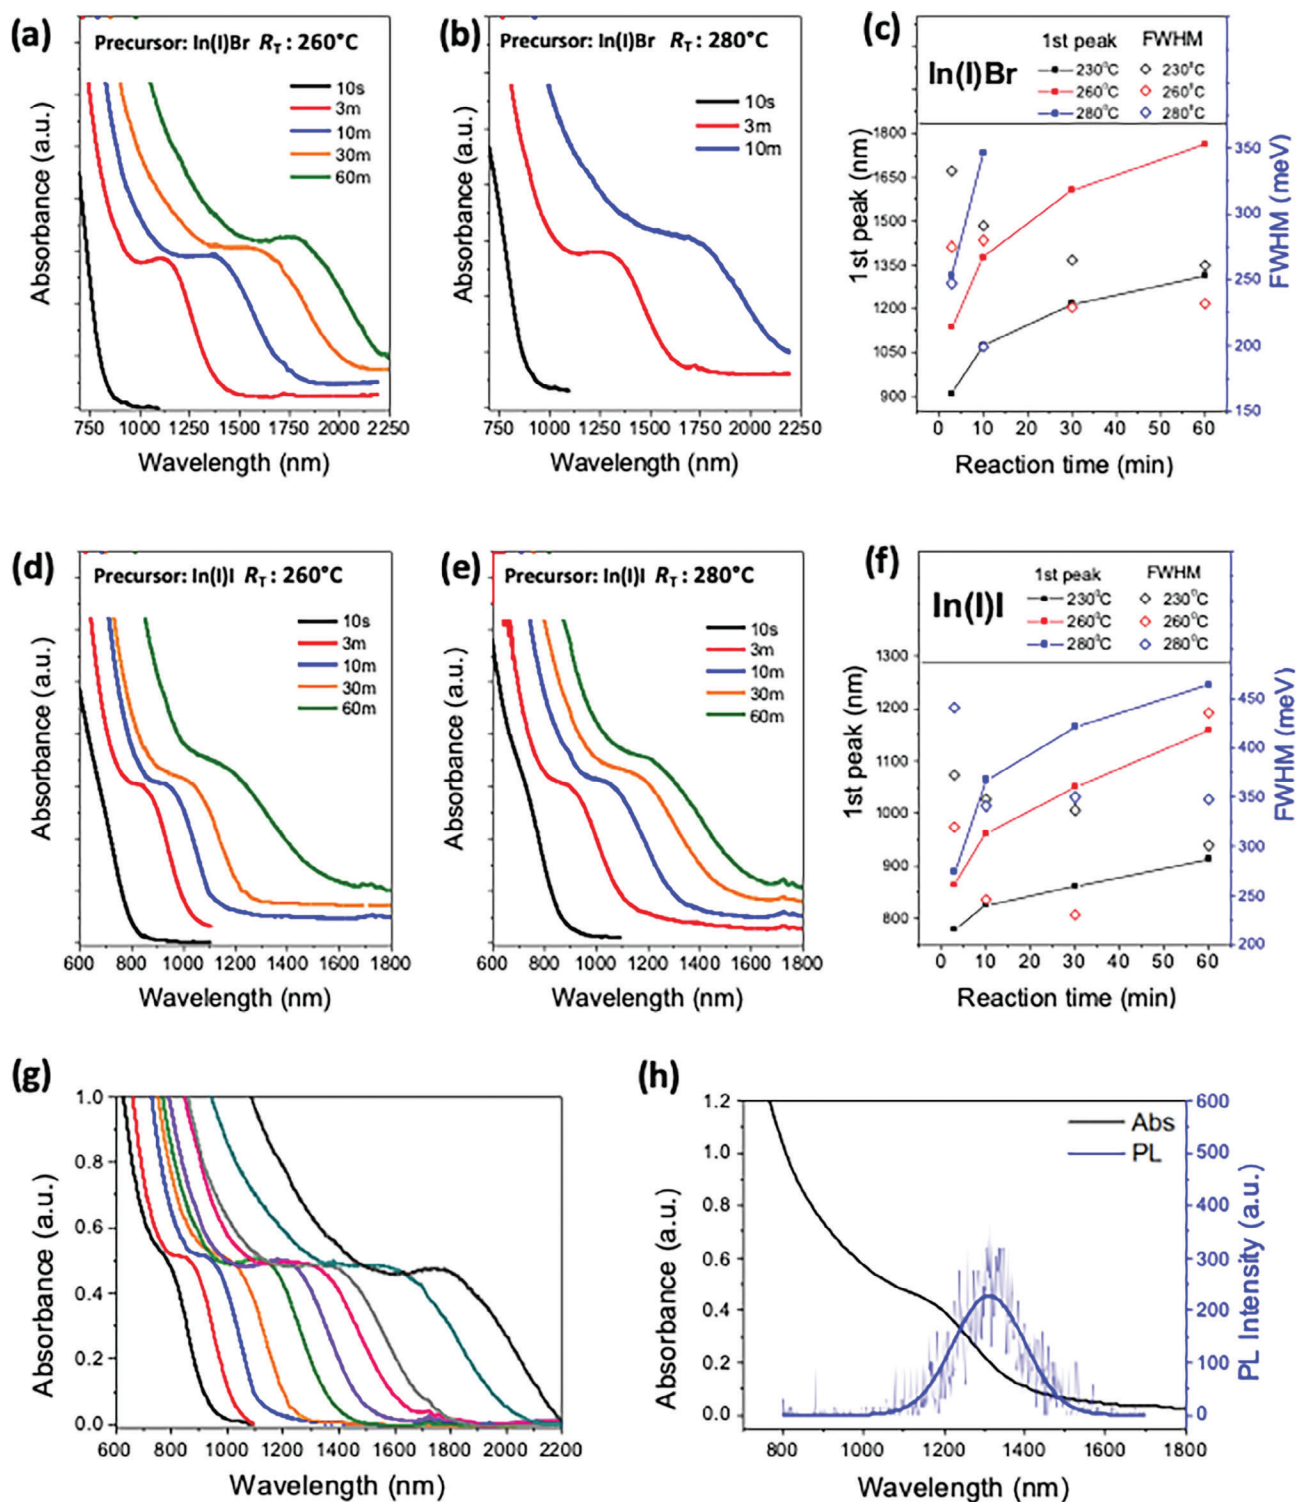 (a)
Precursor: In(I)Br R_T : 260°C
10s
3m
10m
30m
60m
Absorbance (a.u.)
750 1000 1250 1500 1750 2000 2250
Wavelength (nm)
(b)
Precursor: In(I)Br R_T : 280°C
10s
3m
10m
Absorbance (a.u.)
750 1000 1250 1500 1750 2000 2250
Wavelength (nm)
(c)
In(I)Br
1st peak FWHM
230°C 230°C
260°C 260°C
280°C 280°C
1800
1650
1500
1350
1200
1050
900
1st peak (nm)
350
300
250
200
150
FWHM (meV)
0 10 20 30 40 50 60
Reaction time (min)
(d)
Precursor: In(I)I R_T : 260°C
10s
3m
10m
30m
60m
Absorbance (a.u.)
600 800 1000 1200 1400 1600 1800
Wavelength (nm)
(e)
Precursor: In(I)I R_T : 280°C
10s
3m
10m
30m
60m
Absorbance (a.u.)
600 800 1000 1200 1400 1600 1800
Wavelength (nm)
(f)
In(I)I
1st peak FWHM
230°C 230°C
260°C 260°C
280°C 280°C
1300
1200
1100
1000
900
800
1st peak (nm)
450
400
350
300
250
200
FWHM (meV)
0 10 20 30 40 50 60
Reaction time (min)
(g)
1.0
0.8
0.6
0.4
0.2
0.0
Absorbance (a.u.)
600 800 1000 1200 1400 1600 1800 2000 2200
Wavelength (nm)
(h)
Abs
PL
1.2
1.0
0.8
0.6
0.4
0.2
0.0
Absorbance (a.u.)
600
500
400
300
200
100
0
PL Intensity (a.u.)
800 1000 1200 1400 1600 1800
Wavelength (nm)